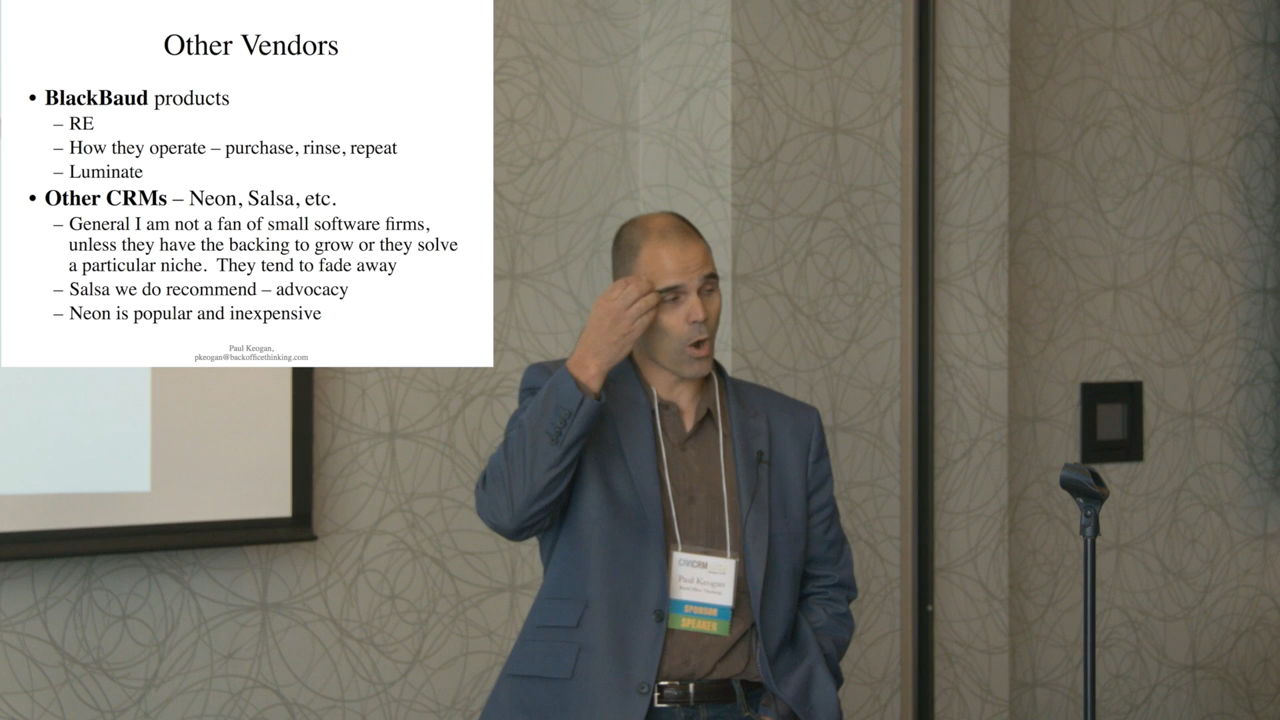 Other Vendors
• BlackBaud products
– RE
– How they operate – purchase, rinse, repeat
– Luminate
• Other CRMs – Neon, Salsa, etc.
– General I am not a fan of small software firms,
unless they have the backing to grow or they solve
a particular niche. They tend to fade away
– Salsa we do recommend – advocacy
– Neon is popular and inexpensive
Paul Keogan,
pkeogan@backofficethinking.com
CIVICRM
Paul Keogan
SPONSOR
SPEAKER